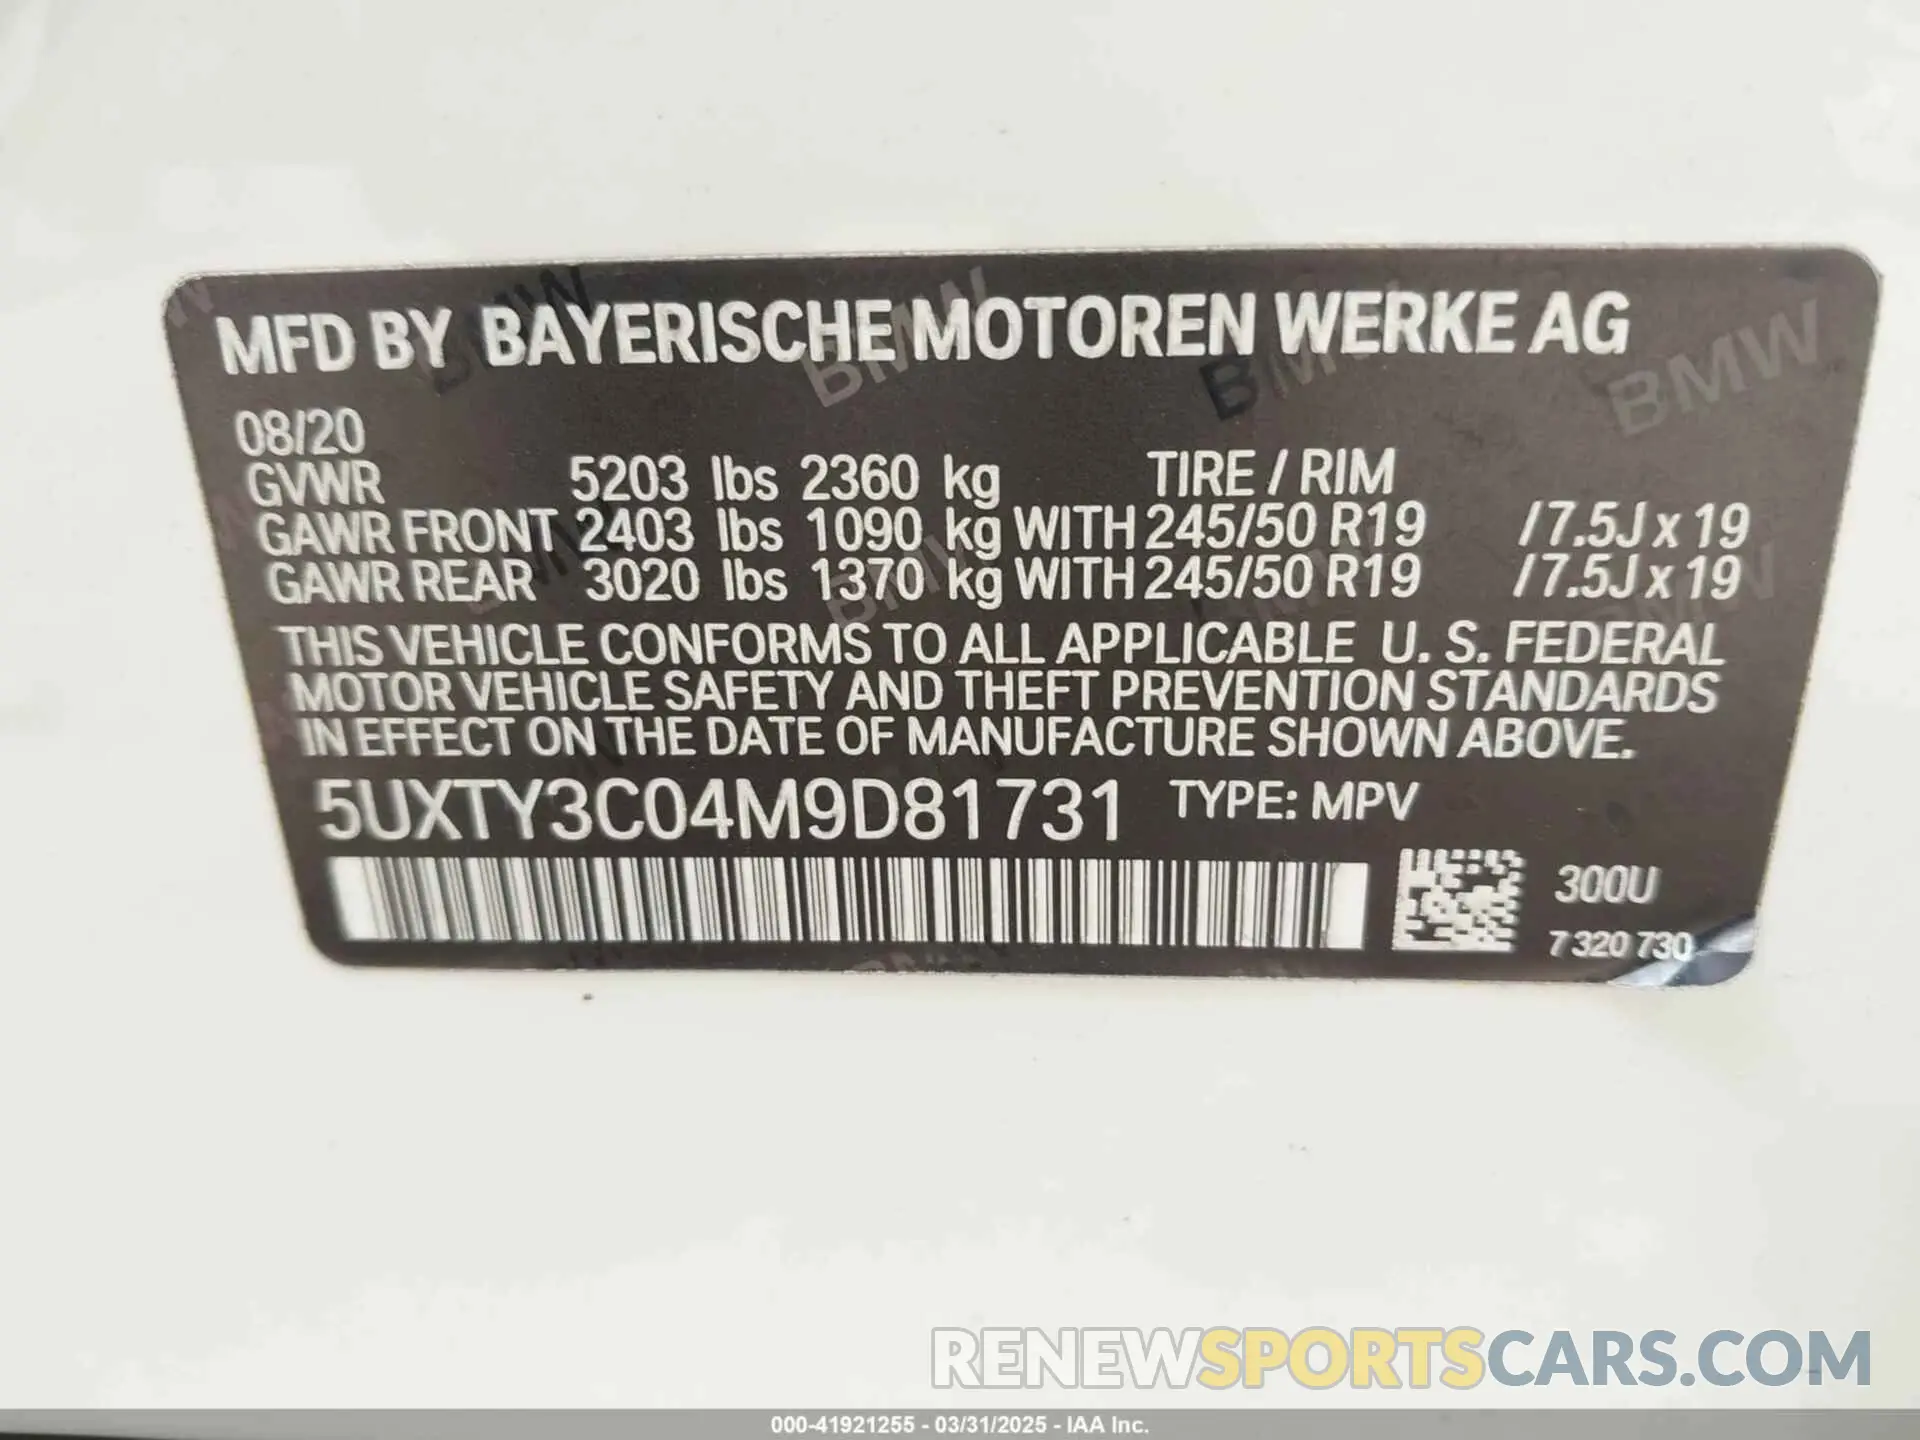 MFD BY BAYERISCHE MOTOREN WERKE AG
08/20
GVWR 5203 lbs 2360 kg TIRE / RIM
GAWR FRONT 2403 lbs 1090 kg WITH 245/50 R19 /7.5J x 19
GAWR REAR 3020 lbs 1370 kg WITH 245/50 R19 /7.5J x 19
THIS VEHICLE CONFORMS TO ALL APPLICABLE U. S. FEDERAL
MOTOR VEHICLE SAFETY AND THEFT PREVENTION STANDARDS
IN EFFECT ON THE DATE OF MANUFACTURE SHOWN ABOVE.
5UXTY3C04M9D81731 TYPE: MPV
300U
7 320 730
RENEWSPORTSCARS.COM
000-41921255 - 03/31/2025 - IAA Inc.